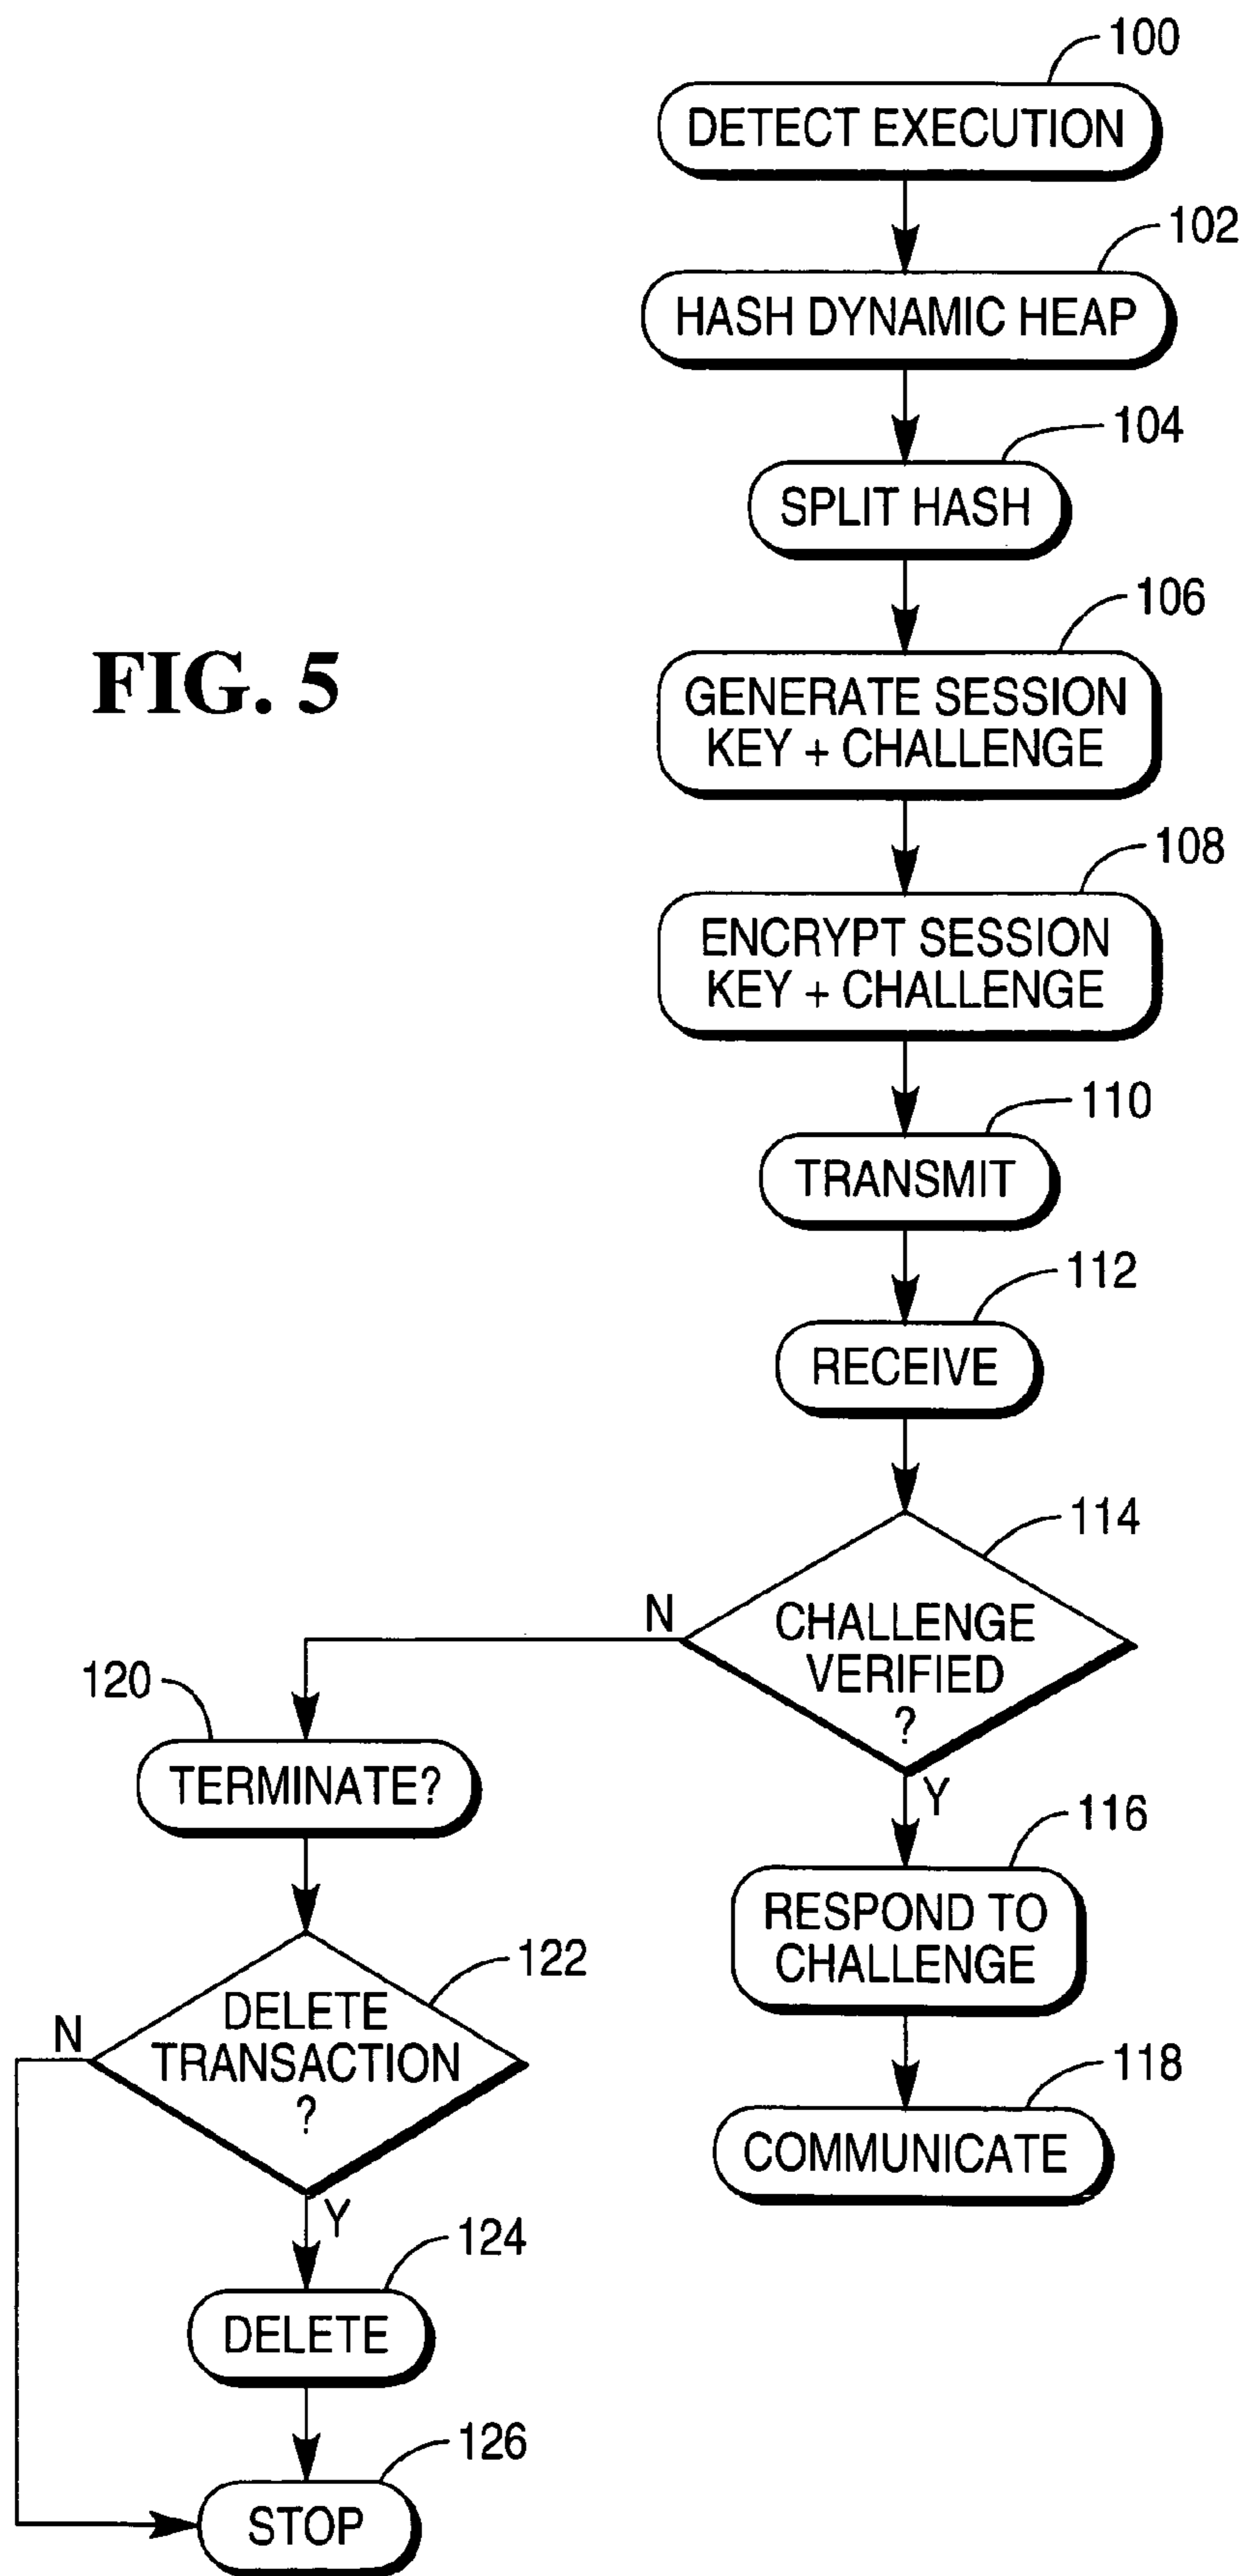 100
DETECT EXECUTION
102
HASH DYNAMIC HEAP
104
SPLIT HASH
106
GENERATE SESSION
KEY + CHALLENGE
FIG. 5
108
ENCRYPT SESSION
KEY + CHALLENGE
110
TRANSMIT
112
RECEIVE
114
CHALLENGE
VERIFIED
?
N
Y
116
RESPOND TO
CHALLENGE
118
COMMUNICATE
120
TERMINATE?
122
DELETE
TRANSACTION
?
N
Y
124
DELETE
126
STOP